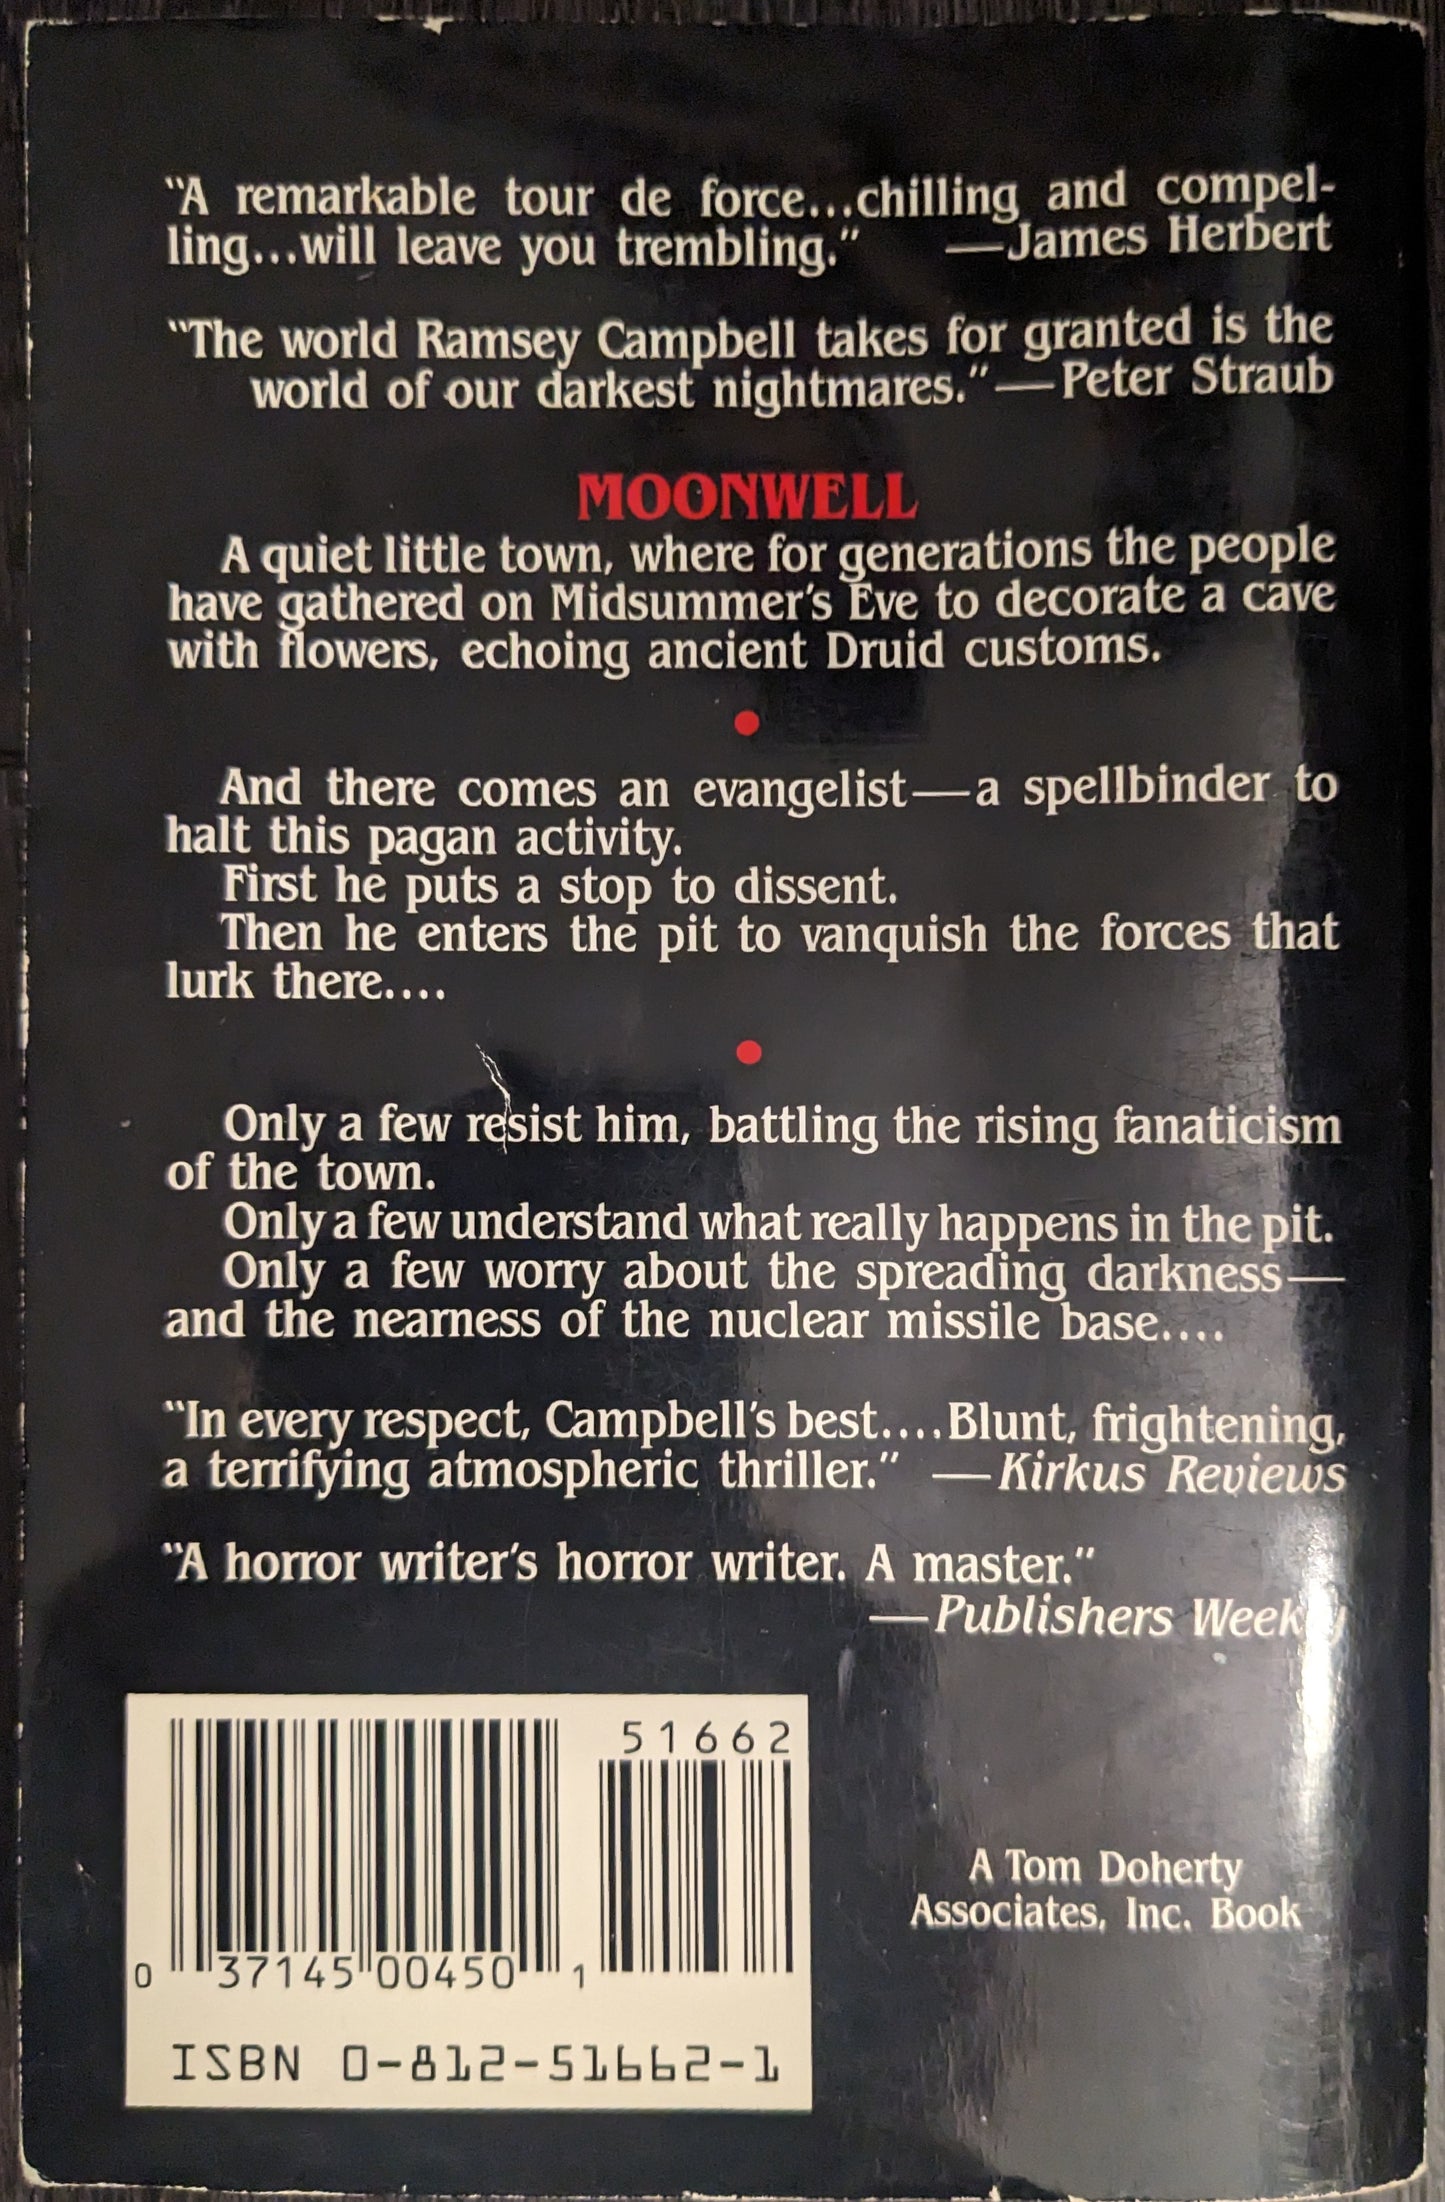 "A remarkable tour de force...chilling and compel-
ling...will leave you trembling." —James Herbert
"The world Ramsey Campbell takes for granted is the
world of our darkest nightmares."—Peter Straub
MOONWELL
A quiet little town, where for generations the people
have gathered on Midsummer's Eve to decorate a cave
with flowers, echoing ancient Druid customs.
And there comes an evangelist—a spellbinder to
halt this pagan activity.
First he puts a stop to dissent.
Then he enters the pit to vanquish the forces that
lurk there....
Only a few resist him, battling the rising fanaticism
of the town.
Only a few understand what really happens in the pit.
Only a few worry about the spreading darkness—
and the nearness of the nuclear missile base....
"In every respect, Campbell's best....Blunt, frightening,
a terrifying atmospheric thriller." —Kirkus Reviews
"A horror writer's horror writer. A master."
—Publishers Weekly
51662
0 37145 00450 1
ISBN 0-812-51662-1
A Tom Doherty
Associates, Inc. Book